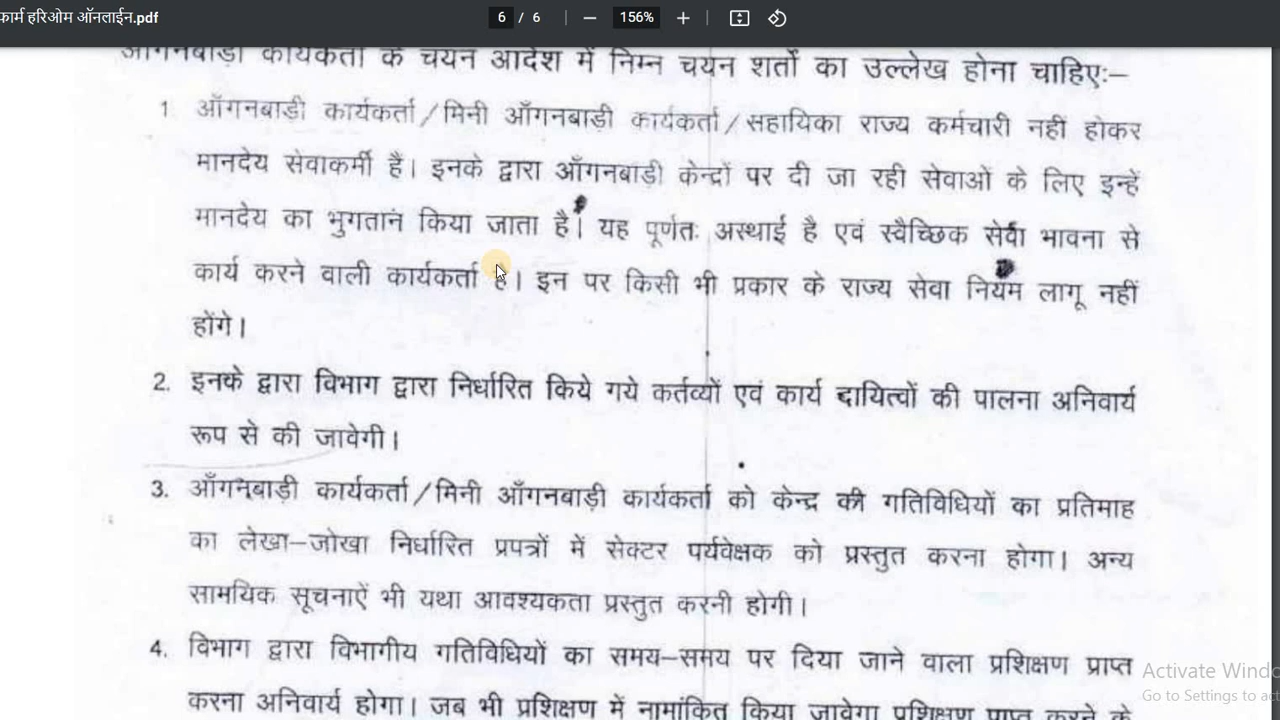 फार्म हरिओम ऑनलाईन.pdf
6 / 6 — 156% +
आँगनबाड़ी कार्यकर्ता के चयन आदेश में निम्न चयन शर्तों का उल्लेख होना चाहिए:–
1. आँगनबाड़ी कार्यकर्ता/मिनी आँगनबाड़ी कार्यकर्ता/सहायिका राज्य कर्मचारी नहीं होकर
मानदेय सेवाकर्मी हैं। इनके द्वारा आँगनबाड़ी केन्द्रों पर दी जा रही सेवाओं के लिए इन्हें
मानदेय का भुगतान किया जाता है। यह पूर्णतः अस्थाई है एवं स्वैच्छिक सेवा भावना से
कार्य करने वाली कार्यकर्ता है। इन पर किसी भी प्रकार के राज्य सेवा नियम लागू नहीं
होंगे।
2. इनके द्वारा विभाग द्वारा निर्धारित किये गये कर्तव्यों एवं कार्य दायित्वों की पालना अनिवार्य
रूप से की जावेगी।
3. आँगनबाड़ी कार्यकर्ता/मिनी आँगनबाड़ी कार्यकर्ता को केन्द्र की गतिविधियों का प्रतिमाह
का लेखा–जोखा निर्धारित प्रपत्रों में सेक्टर पर्यवेक्षक को प्रस्तुत करना होगा। अन्य
सामयिक सूचनाऐं भी यथा आवश्यकता प्रस्तुत करनी होगी।
4. विभाग द्वारा विभागीय गतिविधियों का समय–समय पर दिया जाने वाला प्रशिक्षण प्राप्त
करना अनिवार्य होगा। जब भी प्रशिक्षण में नामांकित किया जावेगा प्रशिक्षण प्राप्त करने के
Activate Windo
Go to Settings to ac